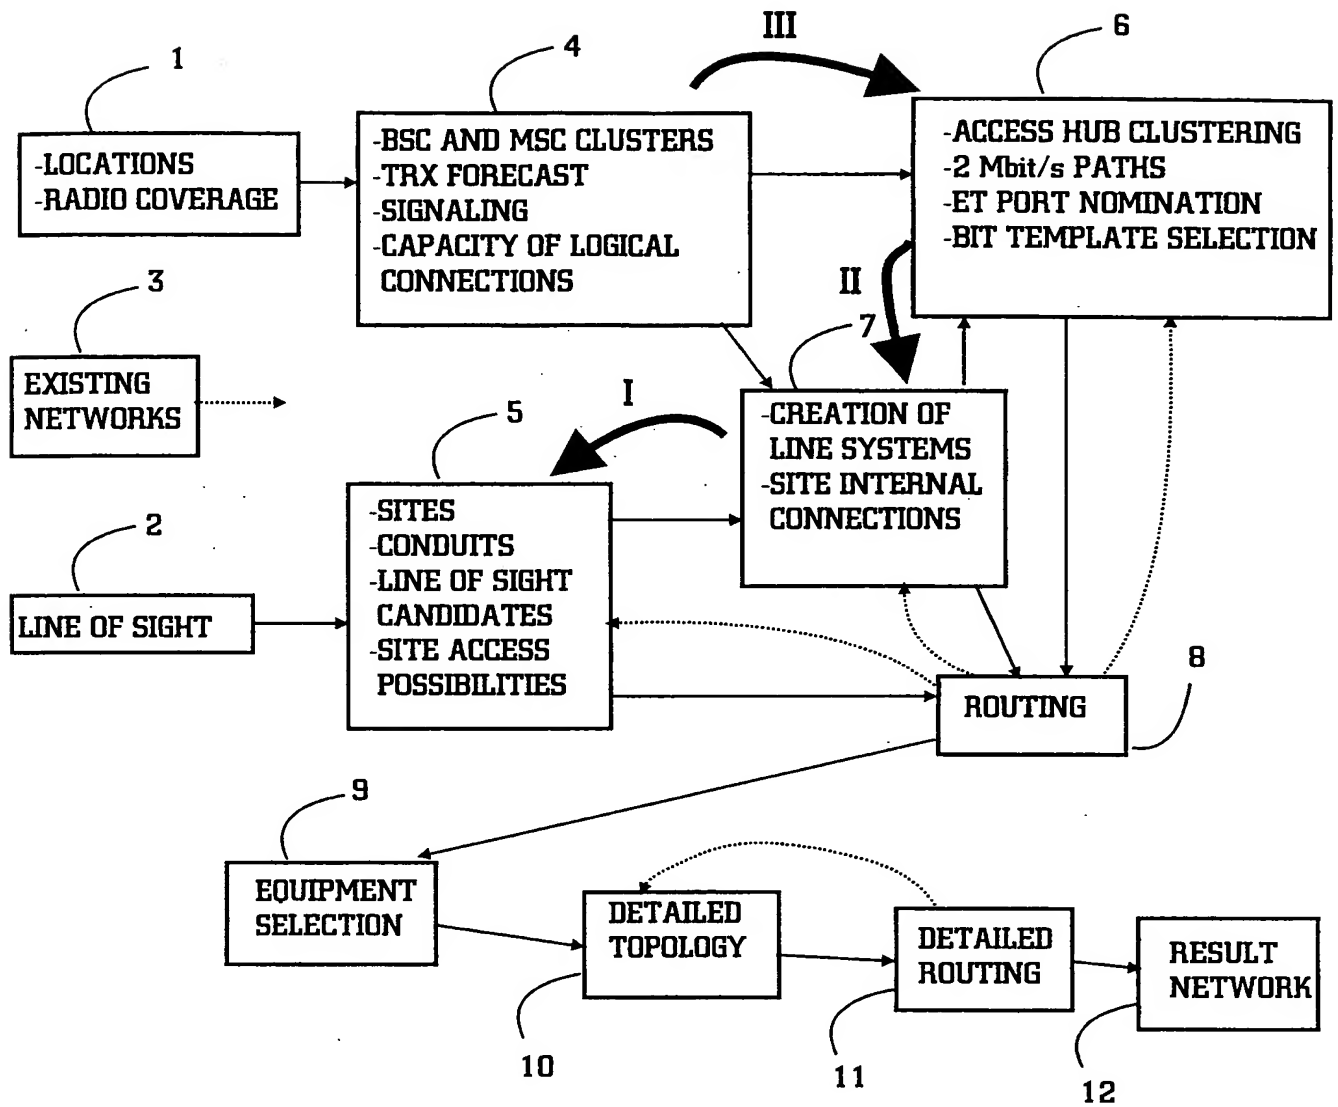 III
6
4
1
-LOCATIONS
-RADIO COVERAGE
-BSC AND MSC CLUSTERS
-TRX FORECAST
-SIGNALING
-CAPACITY OF LOGICAL
CONNECTIONS
-ACCESS HUB CLUSTERING
-2 Mbit/s PATHS
-ET PORT NOMINATION
-BIT TEMPLATE SELECTION
3
EXISTING
NETWORKS
II
7
I
5
-CREATION OF
LINE SYSTEMS
-SITE INTERNAL
CONNECTIONS
2
LINE OF SIGHT
-SITES
-CONDUITS
-LINE OF SIGHT
CANDIDATES
-SITE ACCESS
POSSIBILITIES
8
ROUTING
9
EQUIPMENT
SELECTION
DETAILED
TOPOLOGY
DETAILED
ROUTING
RESULT
NETWORK
10
11
12